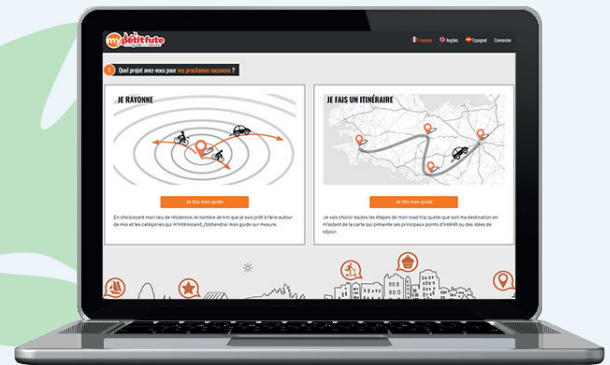 my petit fute
Français Anglais Espagnol Connexion
1 Quel projet avez-vous pour vos prochaines vacances ?
JE RAYONNE
JE FAIS UN ITINÉRAIRE
Je fais mon guide
Je fais mon guide
En choisissant mon lieu de résidence, le nombre de km que je suis prêt à faire autour
de moi et les catégories qui m'intéressent, j'obtiendrai mon guide sur mesure.
Je vais choisir toutes les étapes de mon road trip quelle que soit ma destination en
m'aidant de la carte qui présente ses principaux points d'intérêt ou des idées de
séjour.